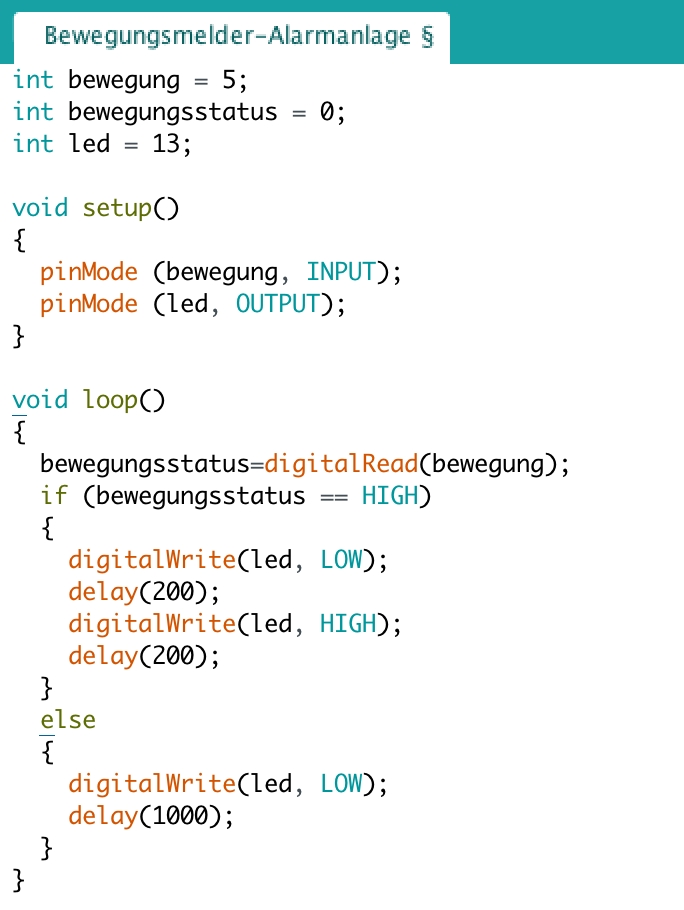 Bewegungsmelder-Alarmanlage §
int bewegung = 5;
int bewegungsstatus = 0;
int led = 13;
void setup()
{
pinMode (bewegung, INPUT);
pinMode (led, OUTPUT);
}
void loop()
{
bewegungsstatus=digitalRead(bewegung);
if (bewegungsstatus == HIGH)
{
digitalWrite(led, LOW);
delay(200);
digitalWrite(led, HIGH);
delay(200);
}
else
{
digitalWrite(led, LOW);
delay(1000);
}
}